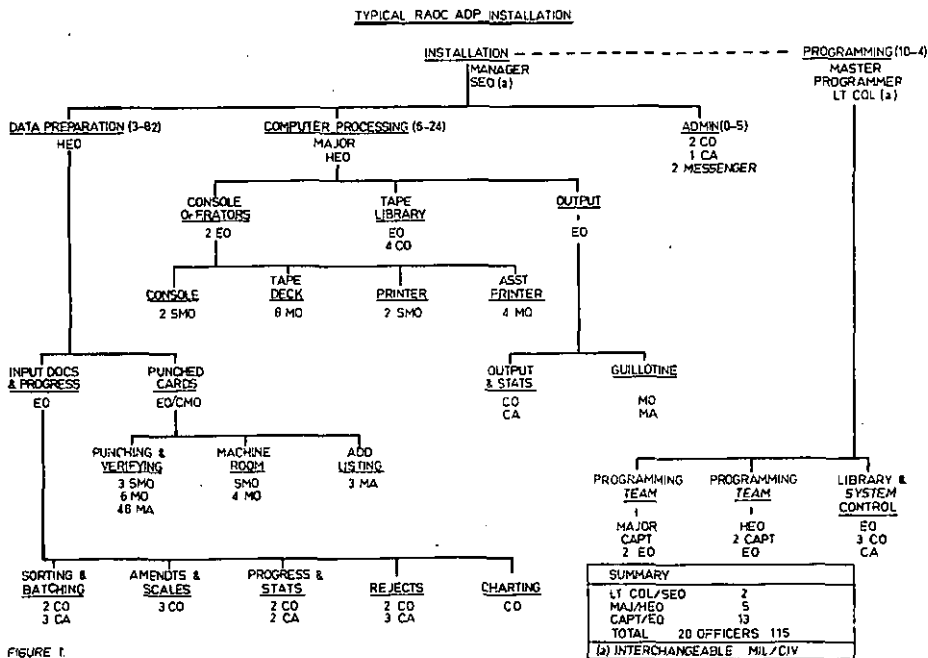 TYPICAL RAOC ADP INSTALLATION
INSTALLATION
MANAGER
SEO (a)
PROGRAMMING (10-4)
MASTER
PROGRAMMER
LT COL (a)
DATA PREPARATION (3-82)
HEO
COMPUTER PROCESSING (6-24)
MAJOR
HEO
ADMIN (0-5)
2 CO
1 CA
2 MESSENGER
CONSOLE
OPERATORS
2 EO
TAPE
LIBRARY
EO
4 CO
OUTPUT
EO
CONSOLE
2 SMO
TAPE
DECK
8 MO
PRINTER
2 SMO
ASST
PRINTER
4 MO
INPUT DOCS
& PROGRESS
EO
PUNCHED
CARDS
EO/CMO
OUTPUT
& STATS
CO
CA
GUILLOTINE
MO
MA
PUNCHING &
VERIFYING
3 SMO
6 MO
46 MA
MACHINE
ROOM
SMO
4 MO
ADD
LISTING
3 MA
PROGRAMMING
TEAM
1
MAJOR
CAPT
2 EO
PROGRAMMING
TEAM
HEO
2 CAPT
EO
LIBRARY &
SYSTEM
CONTROL
EO
3 CO
CA
SORTING &
BATCHING
2 CO
3 CA
AMENDTS &
SCALES
3 CO
PROGRESS &
STATS
2 CO
2 CA
REJECTS
2 CO
3 CA
CHARTING
CO
SUMMARY
LT COL/SEO 2
MAJ/HEO 5
CAPT/EO 13
TOTAL 20 OFFICERS 115
(a) INTERCHANGEABLE MIL/CIV
FIGURE 1.